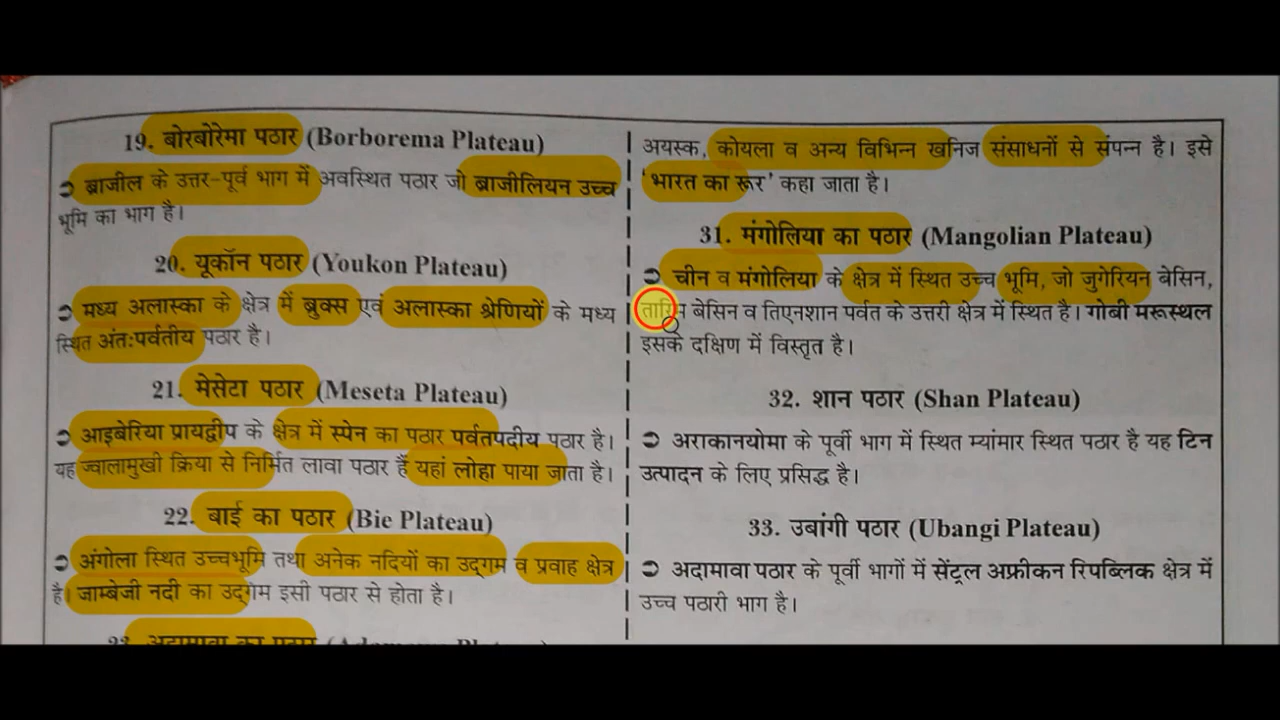 19. बोरबोरेमा पठार (Borborema Plateau)
➲ ब्राजील के उत्तर-पूर्व भाग में अवस्थित पठार जो ब्राजीलियन उच्च
भूमि का भाग है।
20. यूकॉन पठार (Youkon Plateau)
➲ मध्य अलास्का के क्षेत्र में ब्रुक्स एवं अलास्का श्रेणियों के मध्य
स्थित अंतःपर्वतीय पठार है।
21. मेसेटा पठार (Meseta Plateau)
➲ आइबेरिया प्रायद्वीप के क्षेत्र में स्पेन का पठार पर्वतपदीय पठार है।
यह ज्वालामुखी क्रिया से निर्मित लावा पठार हैं यहां लोहा पाया जाता है।
22. बाई का पठार (Bie Plateau)
➲ अंगोला स्थित उच्चभूमि तथा अनेक नदियों का उद्गम व प्रवाह क्षेत्र
है। जाम्बेजी नदी का उद्गम इसी पठार से होता है।
23. अदामावा का पठार (Adamawa Plateau)
अयस्क, कोयला व अन्य विभिन्न खनिज संसाधनों से संपन्न है। इसे
'भारत का रूर' कहा जाता है।
31. मंगोलिया का पठार (Mangolian Plateau)
➲ चीन व मंगोलिया के क्षेत्र में स्थित उच्च भूमि, जो जुगेरियन बेसिन,
तारिम बेसिन व तिएनशान पर्वत के उत्तरी क्षेत्र में स्थित है। गोबी मरूस्थल
इसके दक्षिण में विस्तृत है।
32. शान पठार (Shan Plateau)
➲ अराकानयोमा के पूर्वी भाग में स्थित म्यांमार स्थित पठार है यह टिन
उत्पादन के लिए प्रसिद्ध है।
33. उबांगी पठार (Ubangi Plateau)
➲ अदामावा पठार के पूर्वी भागों में सेंट्रल अफ्रीकन रिपब्लिक क्षेत्र में
उच्च पठारी भाग है।